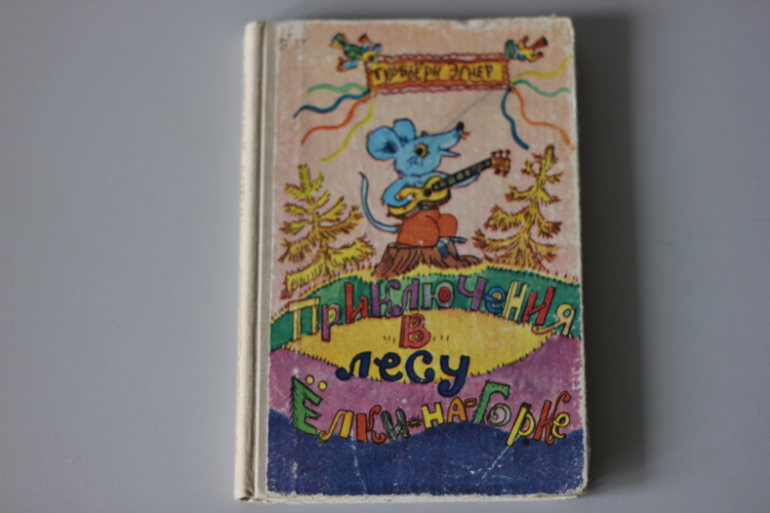 ТУРБЬЁРН ЭГНЕР
ПРИКЛЮЧЕНИЯ
В
ЛЕСУ
ЁЛКИ-НА-ГОРКЕ